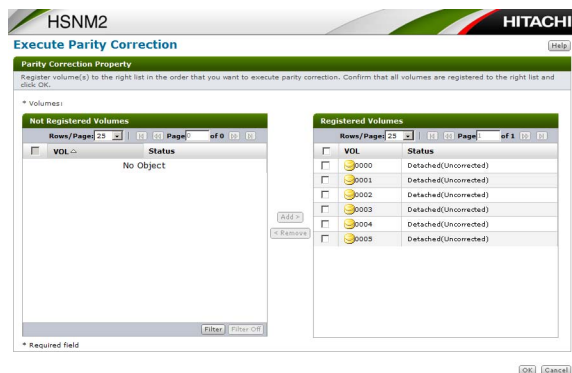 HSNM2
HITACHI
Execute Parity Correction
Help
Parity Correction Property
Register volume(s) to the right list in the order that you want to execute parity correction. Confirm that all volumes are registered to the right list and
click OK.
* Volumes:
Not Registered Volumes
Rows/Page: 25 Page 0 of 0
VOL Status
No Object
Filter Filter Off
Add >
< Remove
Registered Volumes
Rows/Page: 25 Page 1 of 1
VOL Status
0000 Detached(Uncorrected)
0001 Detached(Uncorrected)
0002 Detached(Uncorrected)
0003 Detached(Uncorrected)
0004 Detached(Uncorrected)
0005 Detached(Uncorrected)
* Required field
OK Cancel